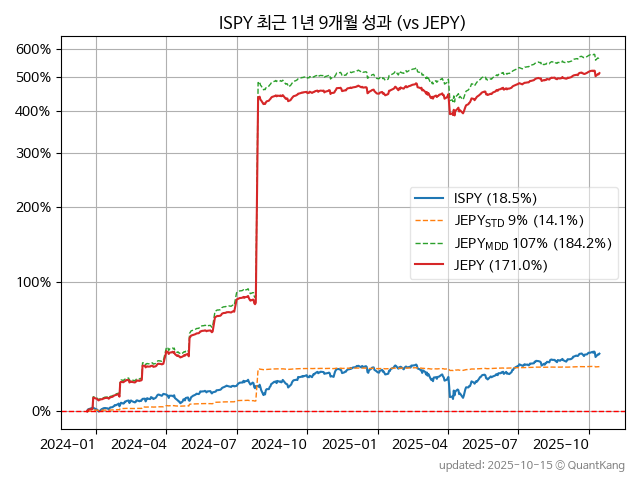 ISPY 최근 1년 9개월 성과 (vs JEPY)
600%
500%
400%
300%
200%
100%
0%
ISPY (18.5%)
JEPY_STD 9% (14.1%)
JEPY_MDD 107% (184.2%)
JEPY (171.0%)
2024-01 2024-04 2024-07 2024-10 2025-01 2025-04 2025-07 2025-10
updated: 2025-10-15 © QuantKang